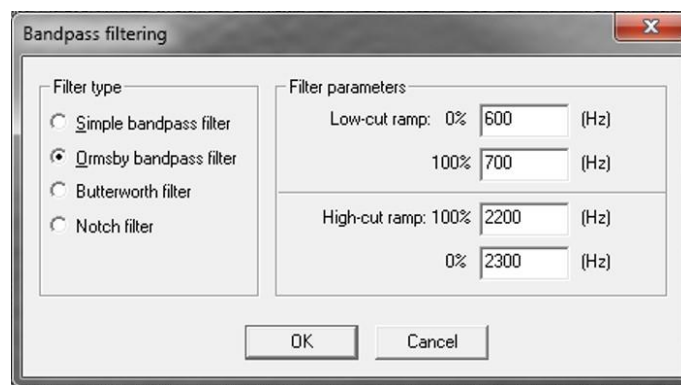 Bandpass filtering
Filter type
Simple bandpass filter
Ormsby bandpass filter
Butterworth filter
Notch filter
Filter parameters
Low-cut ramp: 0% 600 (Hz)
100% 700 (Hz)
High-cut ramp: 100% 2200 (Hz)
0% 2300 (Hz)
OK Cancel